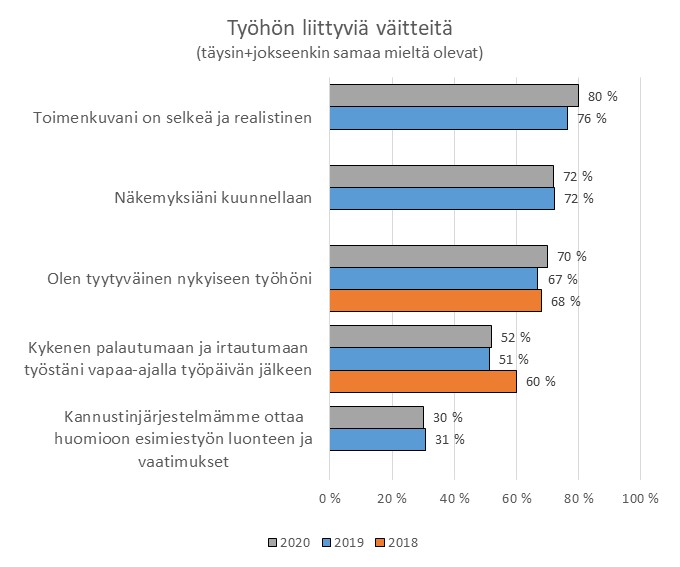 Työhön liittyviä väitteitä
(täysin+jokseenkin samaa mieltä olevat)
Toimenkuvani on selkeä ja realistinen
80 %
76 %
Näkemyksiäni kuunnellaan
72 %
72 %
Olen tyytyväinen nykyiseen työhöni
70 %
67 %
68 %
Kykenen palautumaan ja irtautumaan
työstäni vapaa-ajalla työpäivän jälkeen
52 %
51 %
60 %
Kannustinjärjestelmämme ottaa
huomioon esimiestyön luonteen ja
vaatimukset
30 %
31 %
0 % 20 % 40 % 60 % 80 % 100 %
2020 2019 2018